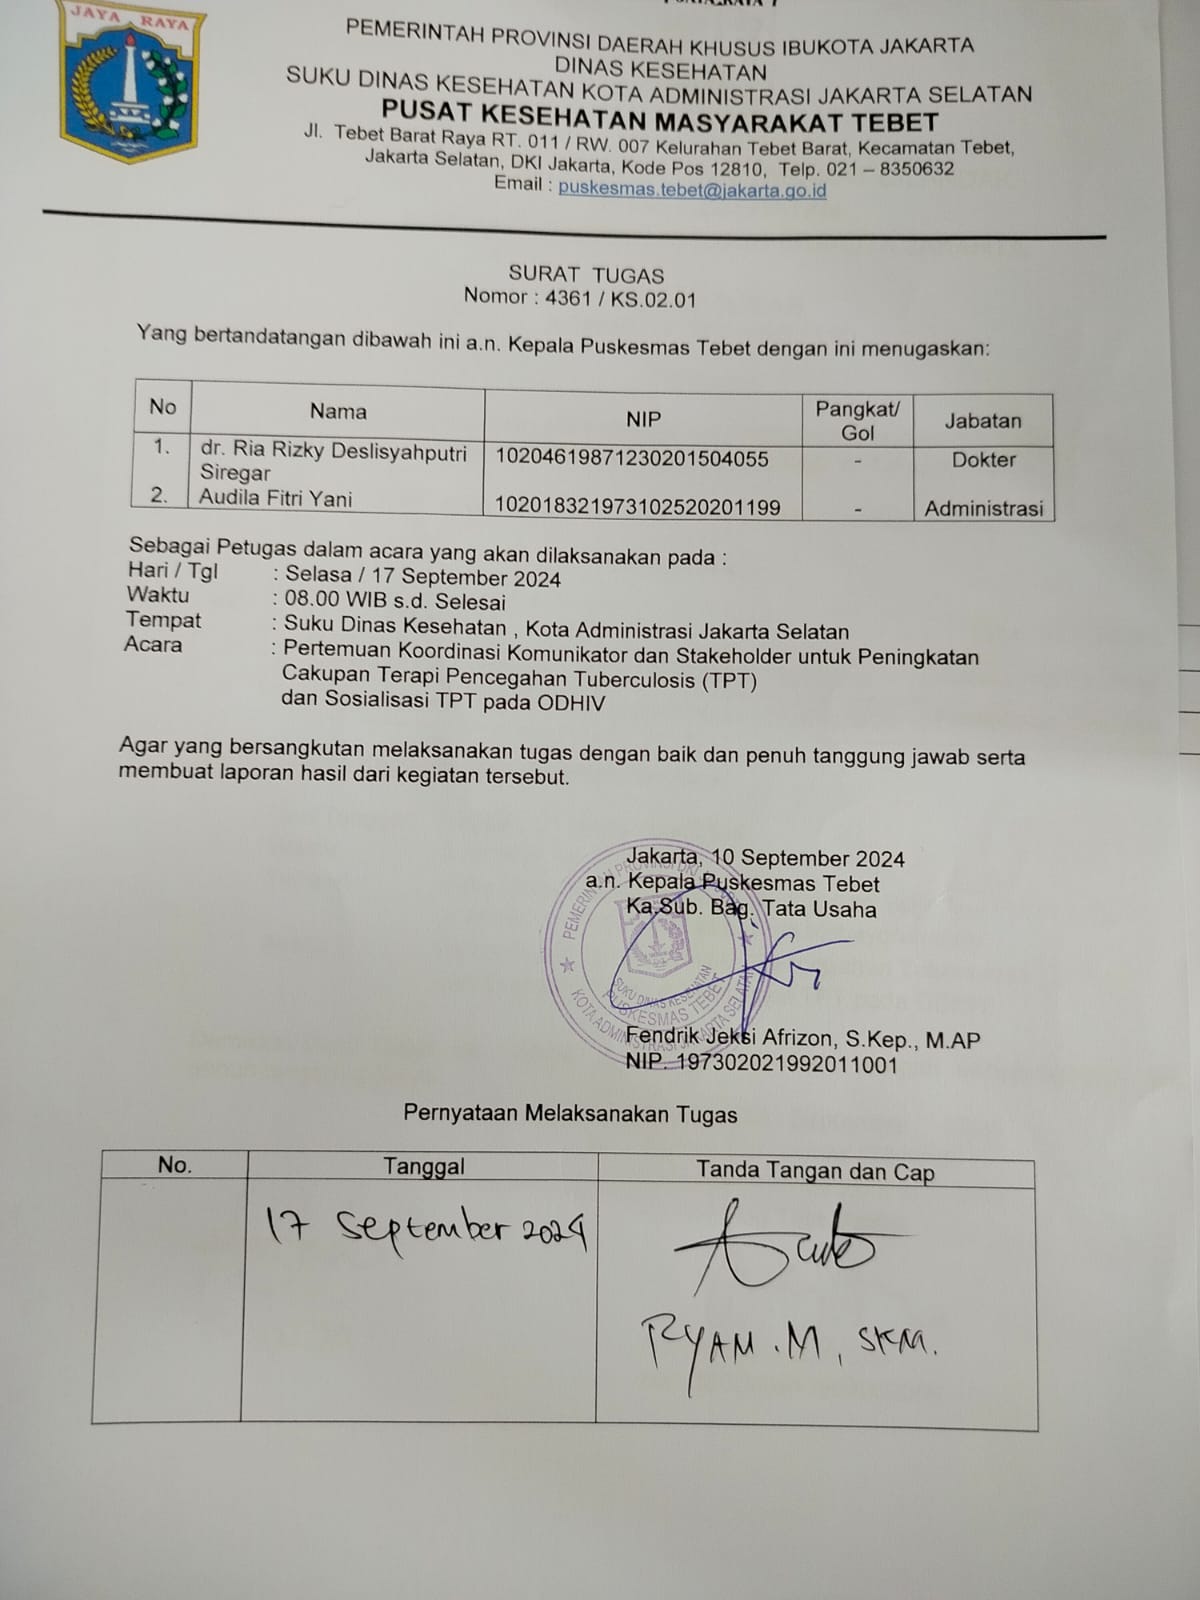 JAYA RAYA
PEMERINTAH PROVINSI DAERAH KHUSUS IBUKOTA JAKARTA
DINAS KESEHATAN
SUKU DINAS KESEHATAN KOTA ADMINISTRASI JAKARTA SELATAN
PUSAT KESEHATAN MASYARAKAT TEBET
Jl. Tebet Barat Raya RT. 011 / RW. 007 Kelurahan Tebet Barat, Kecamatan Tebet,
Jakarta Selatan, DKI Jakarta, Kode Pos 12810, Telp. 021 – 8350632
Email : puskesmas.tebet@jakarta.go.id
SURAT TUGAS
Nomor : 4361 / KS.02.01
Yang bertandatangan dibawah ini a.n. Kepala Puskesmas Tebet dengan ini menugaskan:
No Nama NIP Pangkat/ Gol Jabatan
1. dr. Ria Rizky Deslisyahputri Siregar 10204619871230201504055 - Dokter
2. Audila Fitri Yani 102018321973102520201199 - Administrasi
Sebagai Petugas dalam acara yang akan dilaksanakan pada :
Hari / Tgl : Selasa / 17 September 2024
Waktu : 08.00 WIB s.d. Selesai
Tempat : Suku Dinas Kesehatan , Kota Administrasi Jakarta Selatan
Acara : Pertemuan Koordinasi Komunikator dan Stakeholder untuk Peningkatan
Cakupan Terapi Pencegahan Tuberculosis (TPT)
dan Sosialisasi TPT pada ODHIV
Agar yang bersangkutan melaksanakan tugas dengan baik dan penuh tanggung jawab serta
membuat laporan hasil dari kegiatan tersebut.
Jakarta, 10 September 2024
a.n. Kepala Puskesmas Tebet
Ka.Sub. Bag. Tata Usaha
PEMERINTAH PROVINSI DKI
SUKU DINAS KESEHATAN
PUSKESMAS TEBET
KOTA ADMINISTRASI JAKARTA SELATAN
Fendrik Jeksi Afrizon, S.Kep., M.AP
NIP. 197302021992011001
Pernyataan Melaksanakan Tugas
No. Tanggal Tanda Tangan dan Cap
17 September 2024
RYAN . M, SKM.